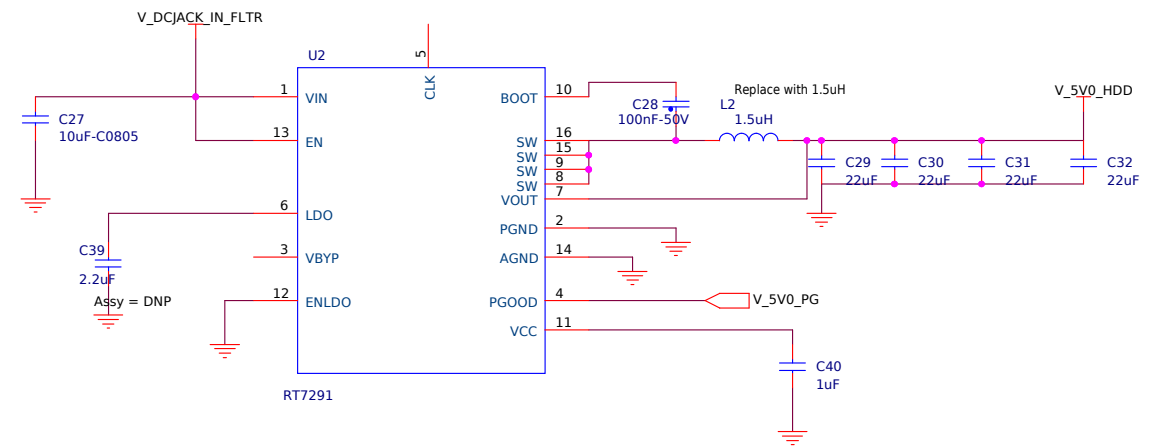 V_DCJACK_IN_FLTR
U2
5
CLK
1
VIN
BOOT
10
C28
100nF-50V
Replace with 1.5uH
L2
1.5uH
V_5V0_HDD
C27
10uF-C0805
13
EN
SW
16
SW
15
SW
9
SW
8
VOUT
7
C29
22uF
C30
22uF
C31
22uF
C32
22uF
6
LDO
PGND
2
C39
2.2uF
Assy = DNP
3
VBYP
AGND
14
12
ENLDO
PGOOD
4
V_5V0_PG
VCC
11
C40
1uF
RT7291